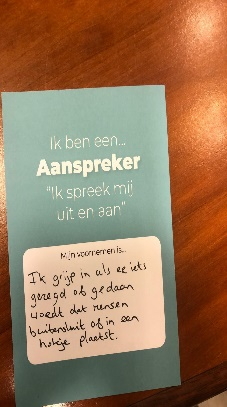 Ik ben een...
Aanspreker
"Ik spreek mij
uit en aan"
Mijn voornemen is...
Ik grijp in als er iets
gezegd of gedaan
wordt dat mensen
buitensluit of in een
hokje plaatst.